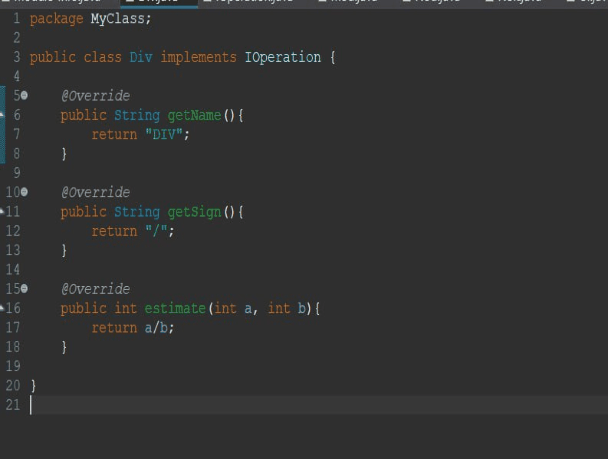 1 package MyClass;
2
3 public class Div implements IOperation {
4
5 @Override
6 public String getName(){
7 return "DIV";
8 }
9
10 @Override
11 public String getSign(){
12 return "/";
13 }
14
15 @Override
16 public int estimate(int a, int b){
17 return a/b;
18 }
19
20 }
21